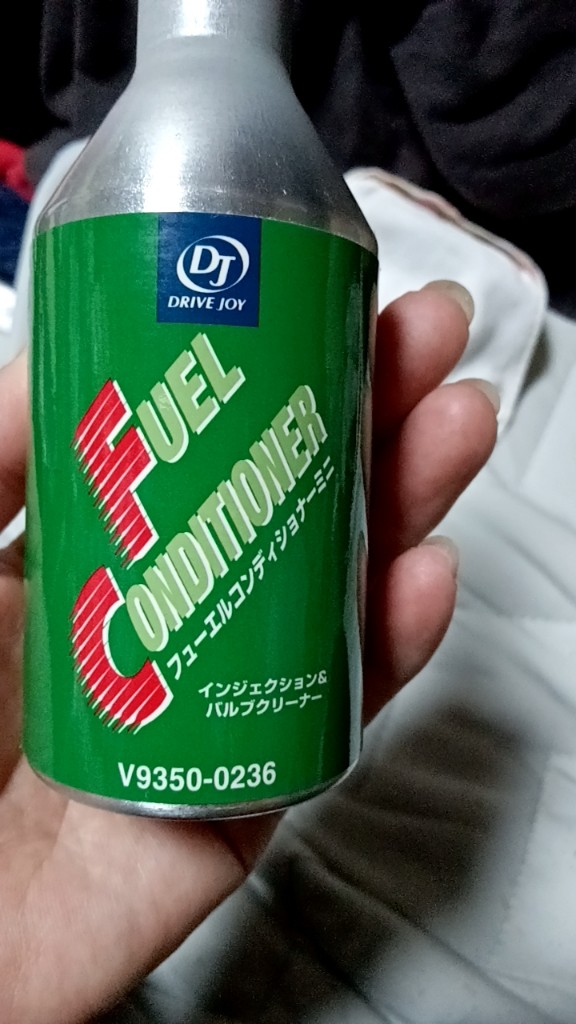 DJ
DRIVE JOY
FUEL
CONDITIONER
フューエルコンディショナーミニ
インジェクション&
バルブクリーナー
V9350-0236